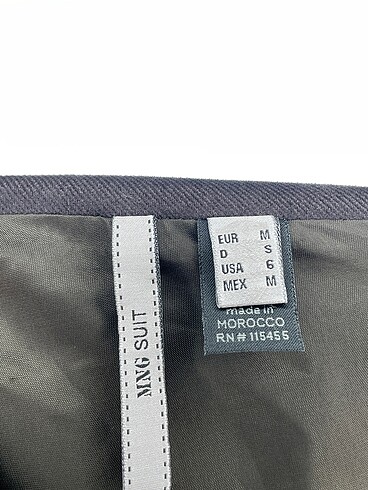 EUR M
D S
USA 6
MEX M
made in
MOROCCO
RN# 115455
MNG SUIT